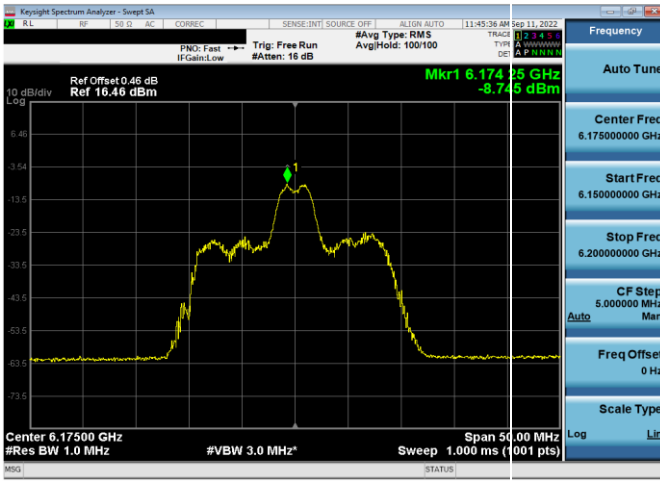 Keysight Spectrum Analyzer - Swept SA
RL RF 50 Ω AC CORREC SENSE:INT SOURCE OFF ALIGN AUTO 11:45:36 AM Sep 11, 2022
PNO: Fast
IFGain:Low
Trig: Free Run
#Atten: 16 dB
#Avg Type: RMS
Avg|Hold: 100/100
TRACE 1 2 3 4 5 6
TYPE A WWWWW
DET A P N N N N
Ref Offset 0.46 dB
10 dB/div Ref 16.46 dBm
Log
Mkr1 6.174 25 GHz
-8.745 dBm
6.46
-3.54
-13.5
-23.5
-33.5
-43.5
-53.5
-63.5
-73.5
1
Center 6.17500 GHz Span 50.00 MHz
#Res BW 1.0 MHz #VBW 3.0 MHz* Sweep 1.000 ms (1001 pts)
MSG STATUS
Frequency
Auto Tune
Center Freq
6.175000000 GHz
Start Freq
6.150000000 GHz
Stop Freq
6.200000000 GHz
CF Step
5.000000 MHz
Auto Man
Freq Offset
0 Hz
Scale Type
Log Lin